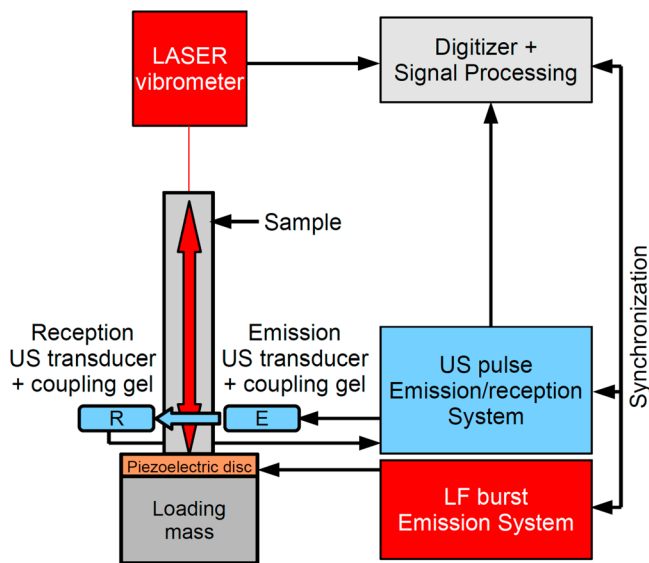 LASER
vibrometer
Digitizer +
Signal Processing
Sample
Reception
US transducer
+ coupling gel
Emission
US transducer
+ coupling gel
R
E
US pulse
Emission/reception
System
Synchronization
Piezoelectric disc
Loading
mass
LF burst
Emission System